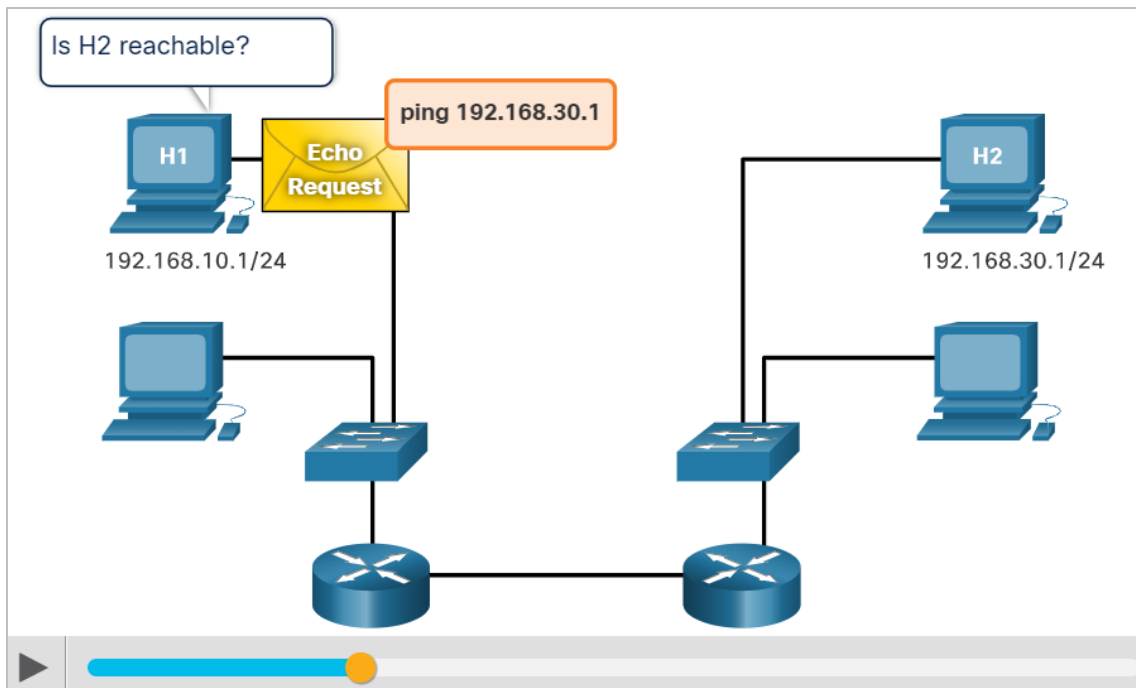 Is H2 reachable?
ping 192.168.30.1
H1
Echo
Request
H2
192.168.10.1/24
192.168.30.1/24